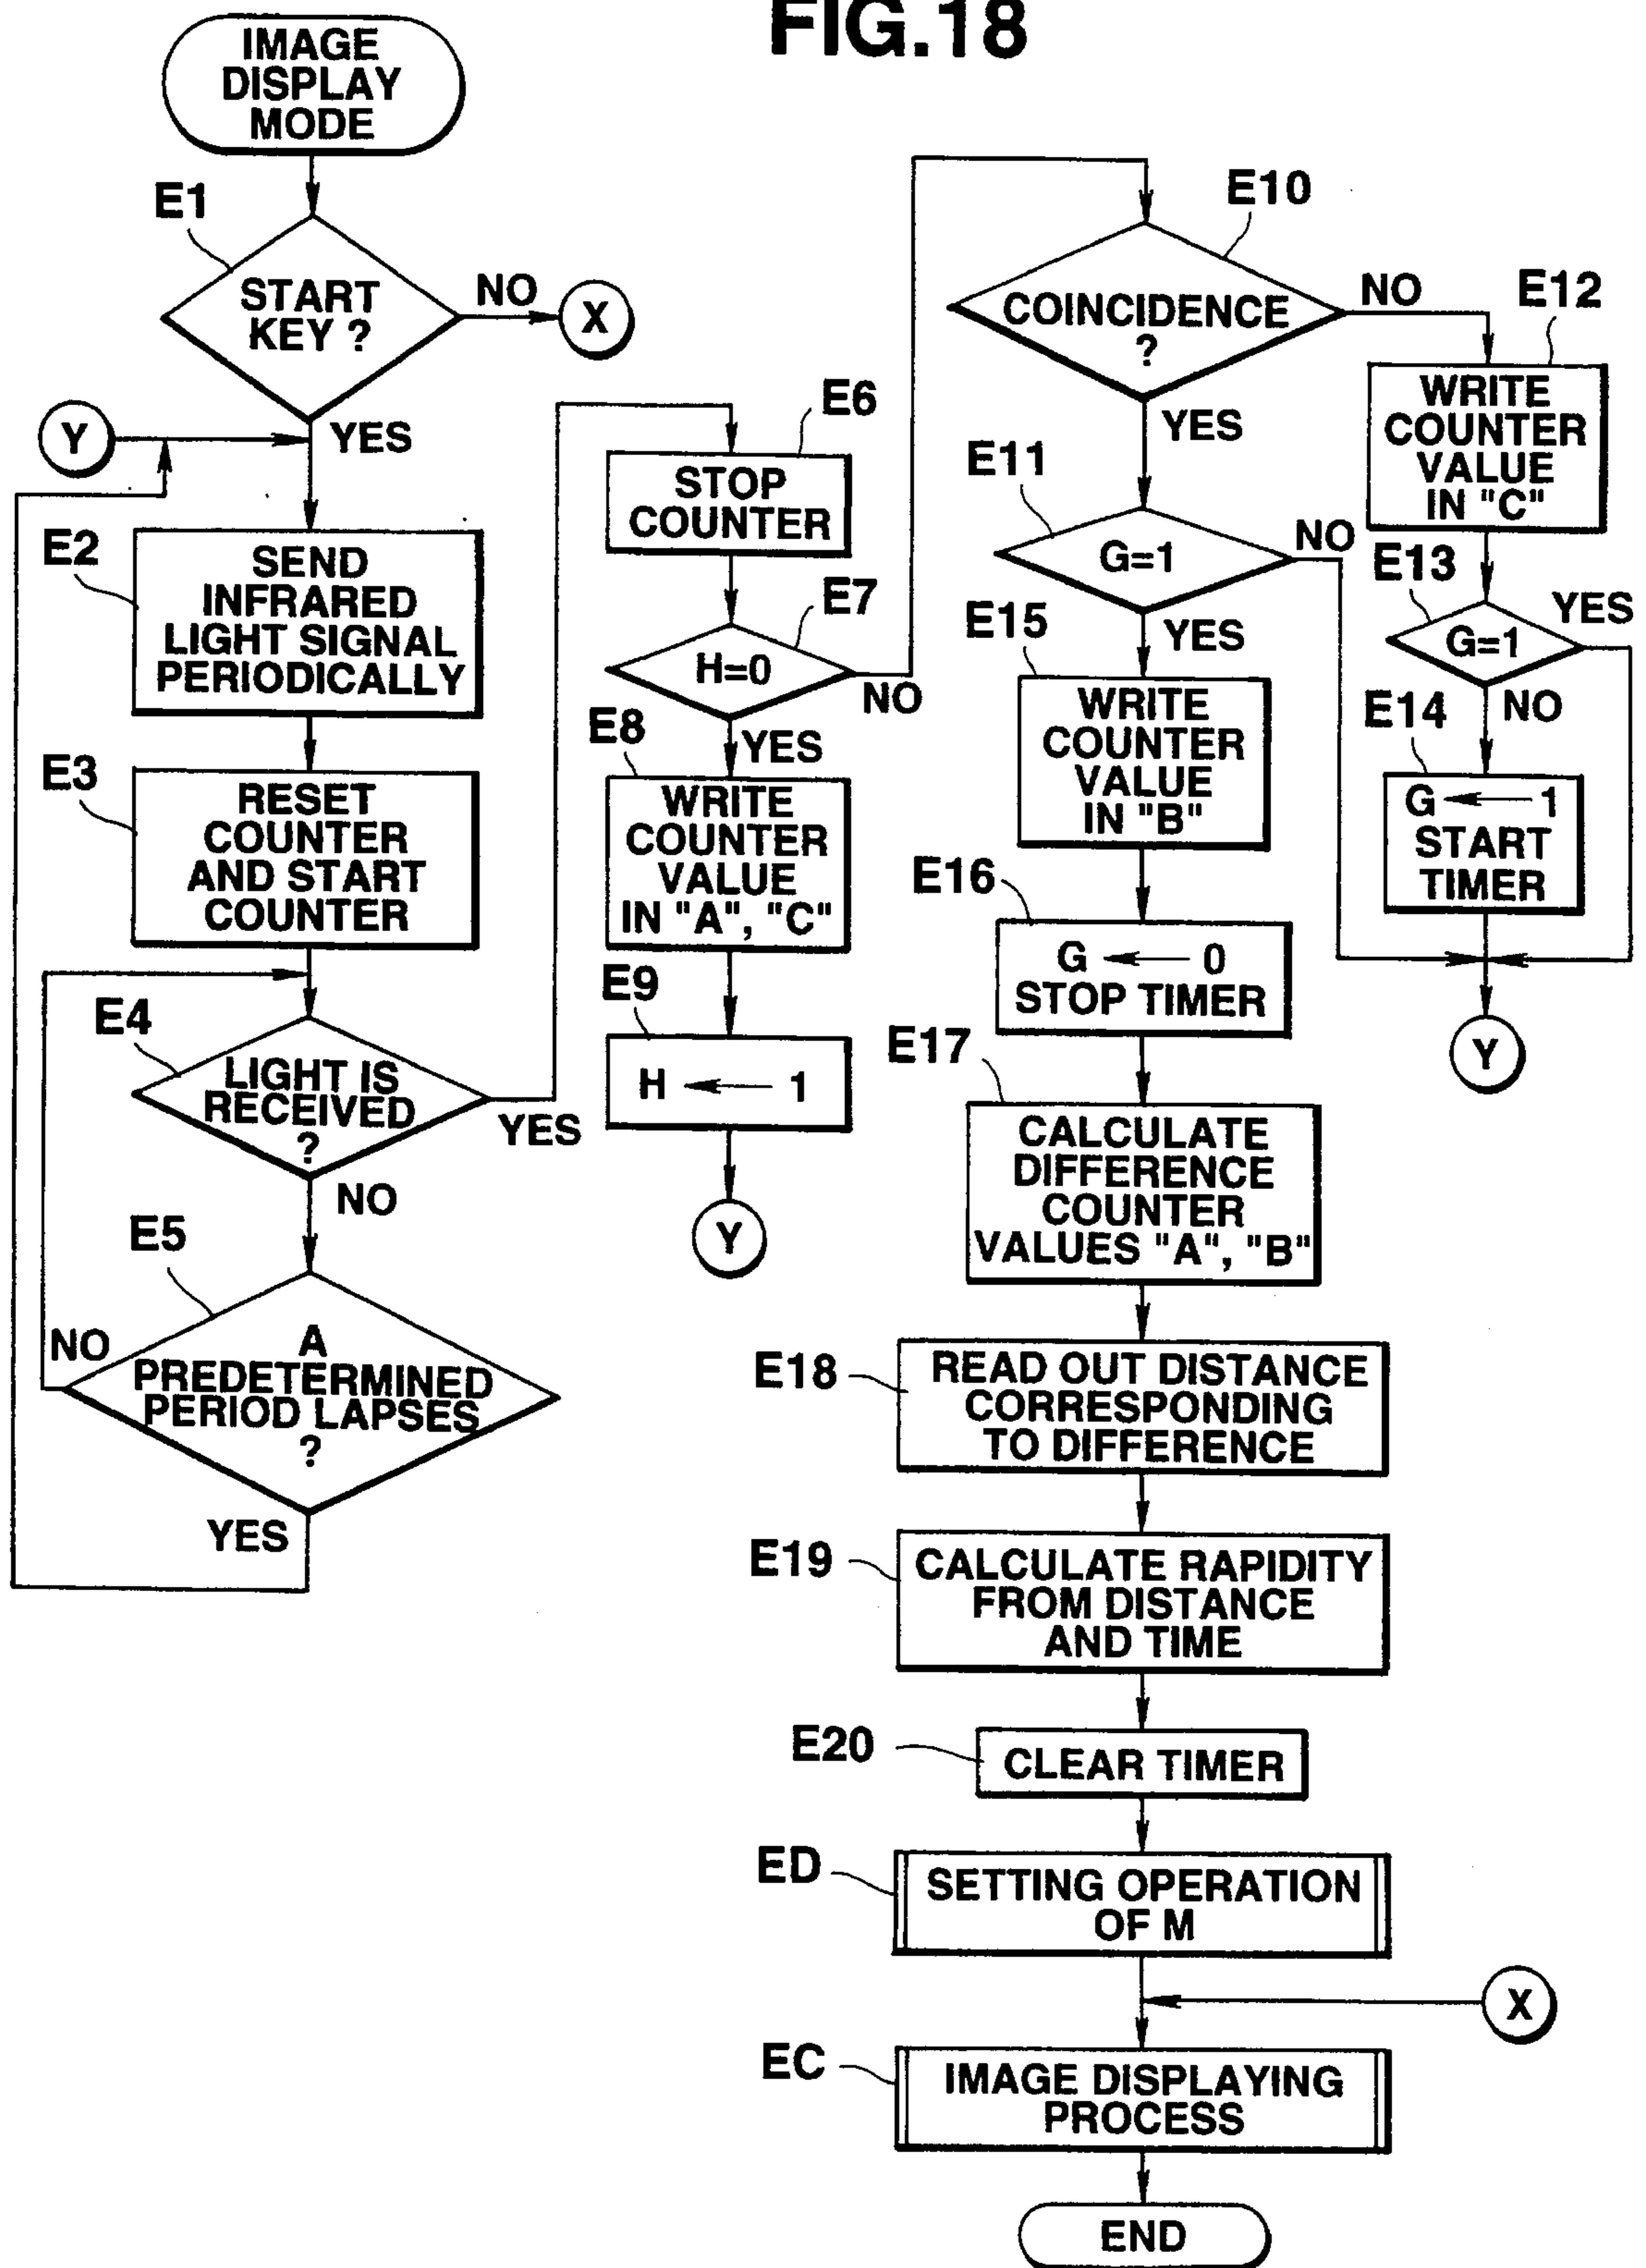 FIG.18
IMAGE
DISPLAY
MODE
E1
START
KEY ?
NO
X
Y
YES
E2
SEND
INFRARED
LIGHT SIGNAL
PERIODICALLY
E3
RESET
COUNTER
AND START
COUNTER
E4
LIGHT IS
RECEIVED
?
YES
NO
E5
A
PREDETERMINED
PERIOD LAPSES
?
NO
YES
E6
STOP
COUNTER
E7
H=0
NO
YES
E8
WRITE
COUNTER
VALUE
IN "A", "C"
E9
H ← 1
Y
E10
COINCIDENCE
?
NO
YES
E11
G=1
NO
YES
E12
WRITE
COUNTER
VALUE
IN "C"
E13
G=1
YES
NO
E14
G ← 1
START
TIMER
Y
E15
WRITE
COUNTER
VALUE
IN "B"
E16
G ← 0
STOP TIMER
E17
CALCULATE
DIFFERENCE
COUNTER
VALUES "A", "B"
E18
READ OUT DISTANCE
CORRESPONDING
TO DIFFERENCE
E19
CALCULATE RAPIDITY
FROM DISTANCE
AND TIME
E20
CLEAR TIMER
ED
SETTING OPERATION
OF M
X
EC
IMAGE DISPLAYING
PROCESS
END